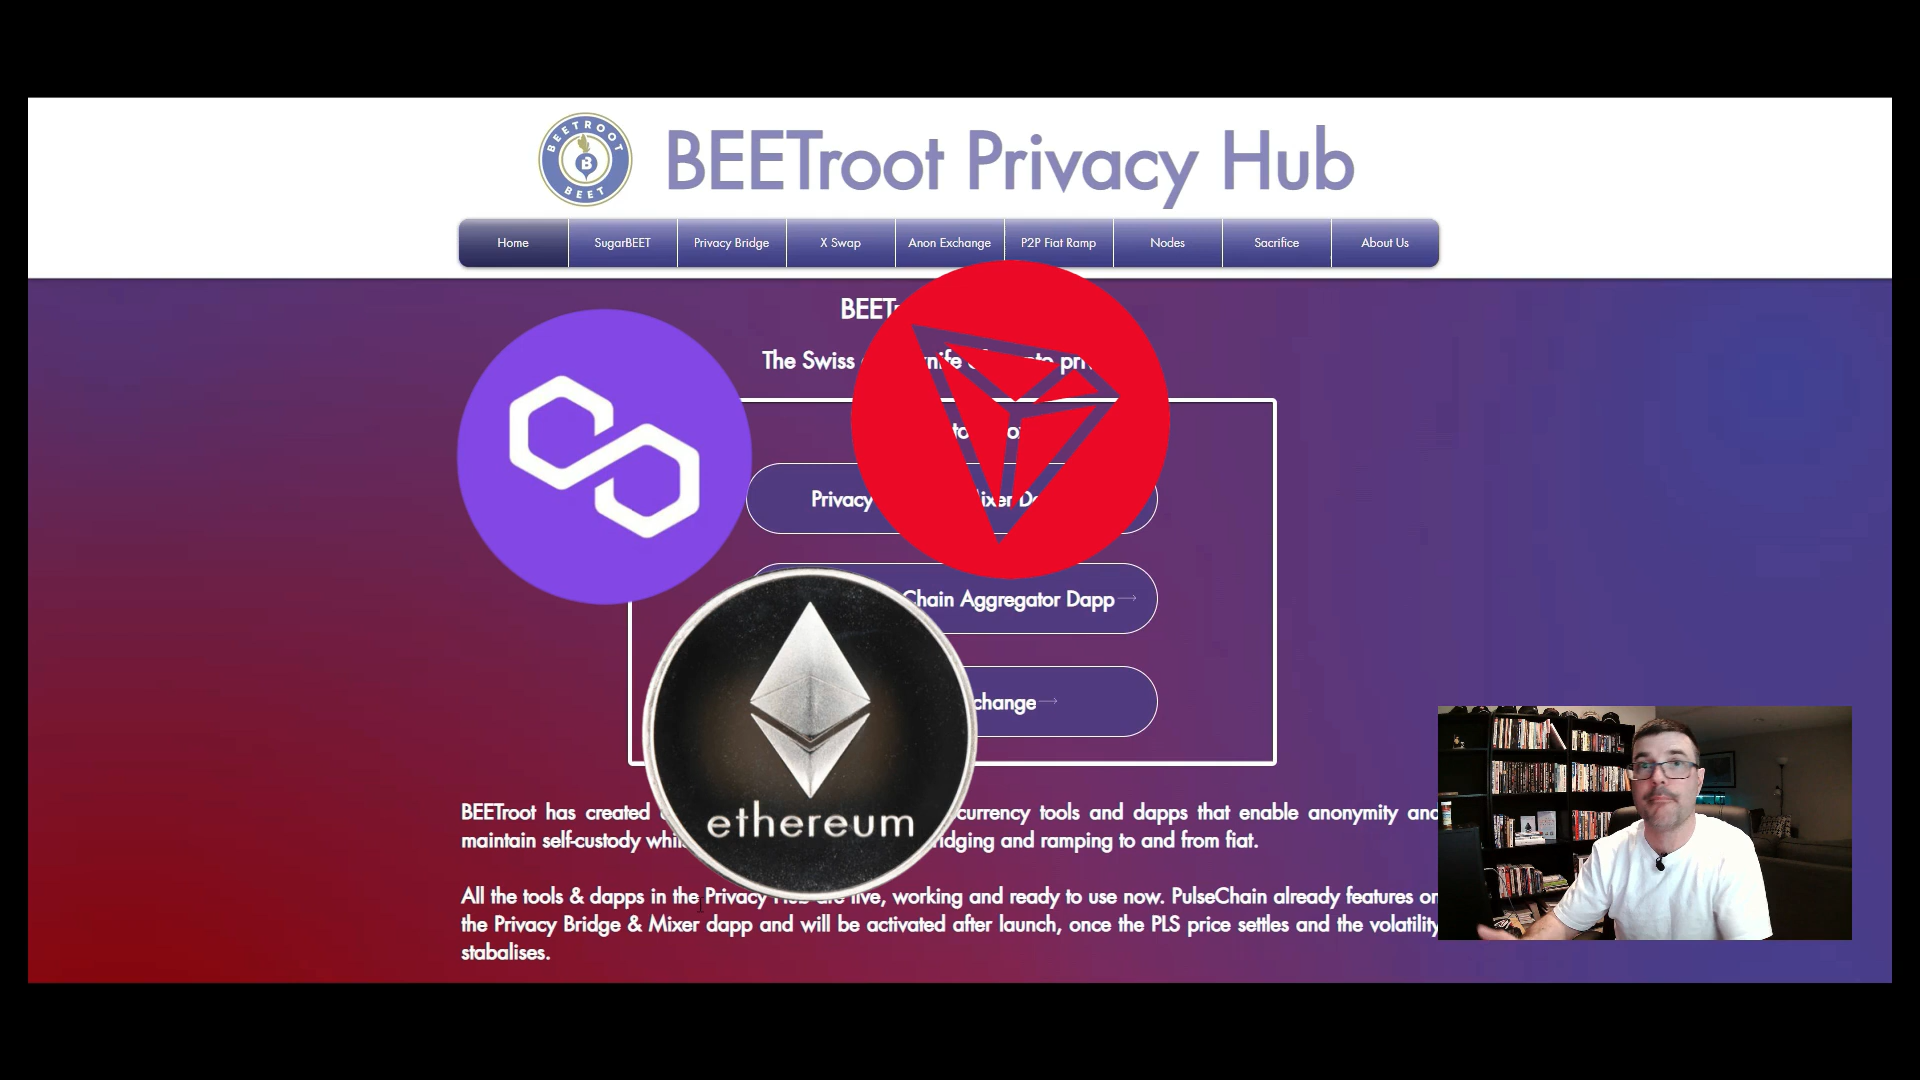 BEETROOT
BEET
BEETroot Privacy Hub
Home
SugarBEET
Privacy Bridge
X Swap
Anon Exchange
P2P Fiat Ramp
Nodes
Sacrifice
About Us
The Swiss
Privacy
Chain Aggregator Dapp
ethereum
BEETroot has created currency tools and dapps that enable anonymity and
maintain self-custody and ramping to and from fiat.
All the tools & dapps in the Privacy live, working and ready to use now. PulseChain already features on
the Privacy Bridge & Mixer dapp and will be activated after launch, once the PLS price settles and the volatility
stabalises.